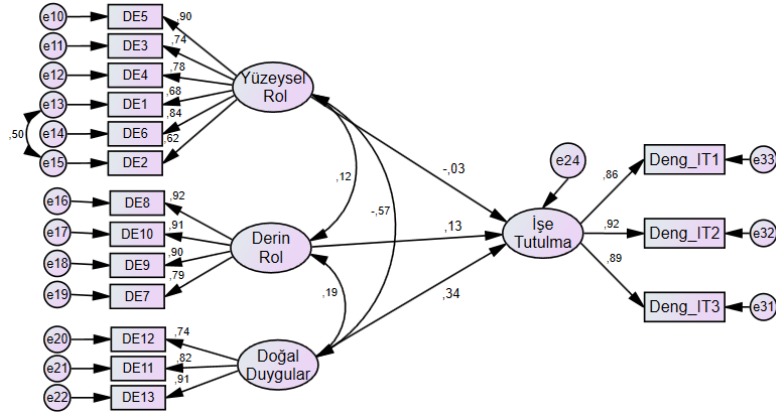 e10
DE5
,90
e11
DE3
,74
e12
DE4
,78
e13
DE1
,68
e14
DE6
,84
e15
DE2
,62
,50
Yüzeysel
Rol
e16
DE8
,92
e17
DE10
,91
e18
DE9
,90
e19
DE7
,79
Derin
Rol
e20
DE12
,74
e21
DE11
,82
e22
DE13
,91
Doğal
Duygular
,12
-,57
,19
-,03
,13
,34
e24
İşe
Tutulma
,86
Deng_IT1
e33
,92
Deng_IT2
e32
,89
Deng_IT3
e31